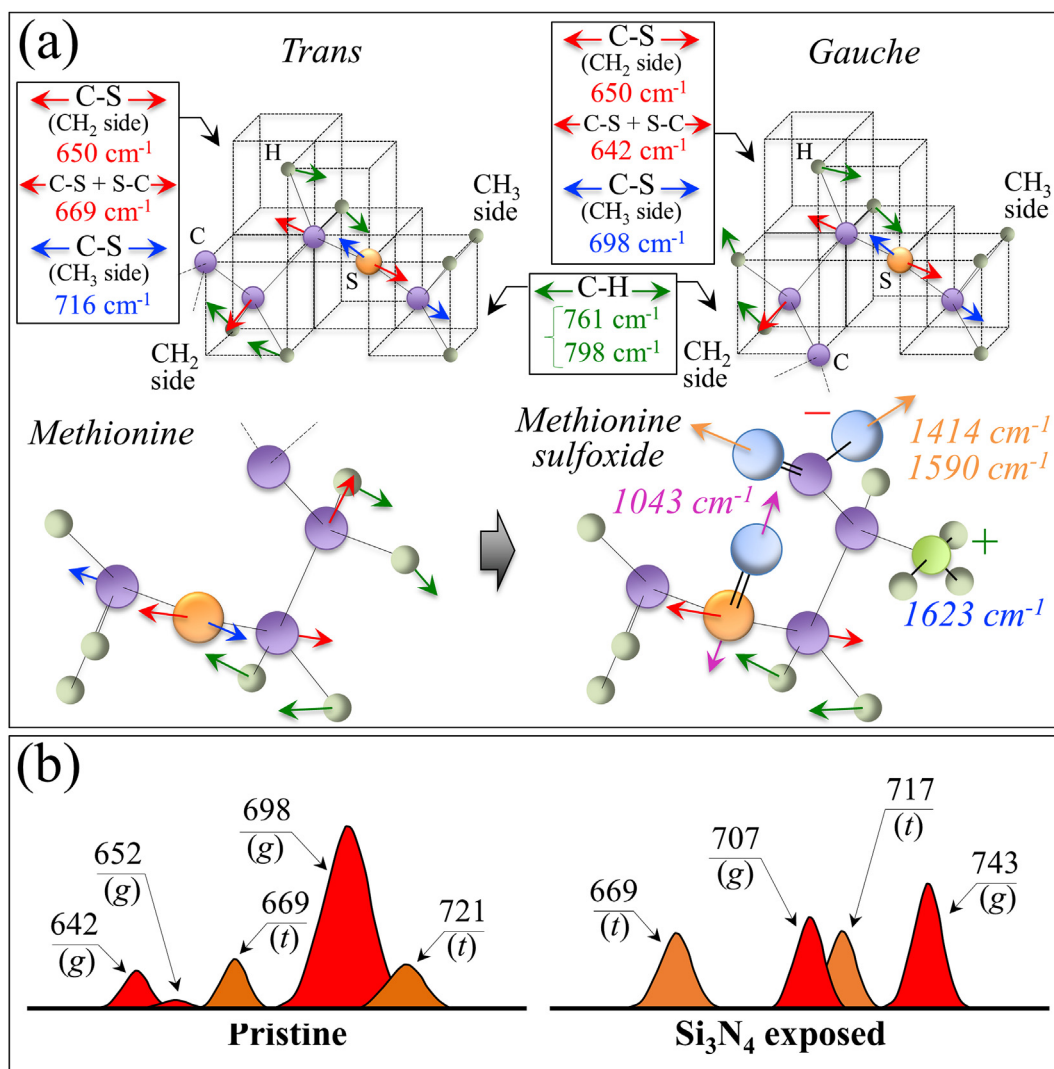 (a)
Trans
C-S
(CH₂ side)
650 cm⁻¹
C-S + S-C
669 cm⁻¹
C-S
(CH₃ side)
716 cm⁻¹
H
C
S
CH₃
side
CH₂
side
Gauche
C-S
(CH₂ side)
650 cm⁻¹
C-S + S-C
642 cm⁻¹
C-S
(CH₃ side)
698 cm⁻¹
H
S
C
CH₃
side
CH₂
side
C-H
761 cm⁻¹
798 cm⁻¹
Methionine
Methionine
sulfoxide
−
1414 cm⁻¹
1590 cm⁻¹
1043 cm⁻¹
+
1623 cm⁻¹
(b)
642
(g)
652
(g)
669
(t)
698
(g)
721
(t)
Pristine
669
(t)
707
(g)
717
(t)
743
(g)
Si₃N₄ exposed